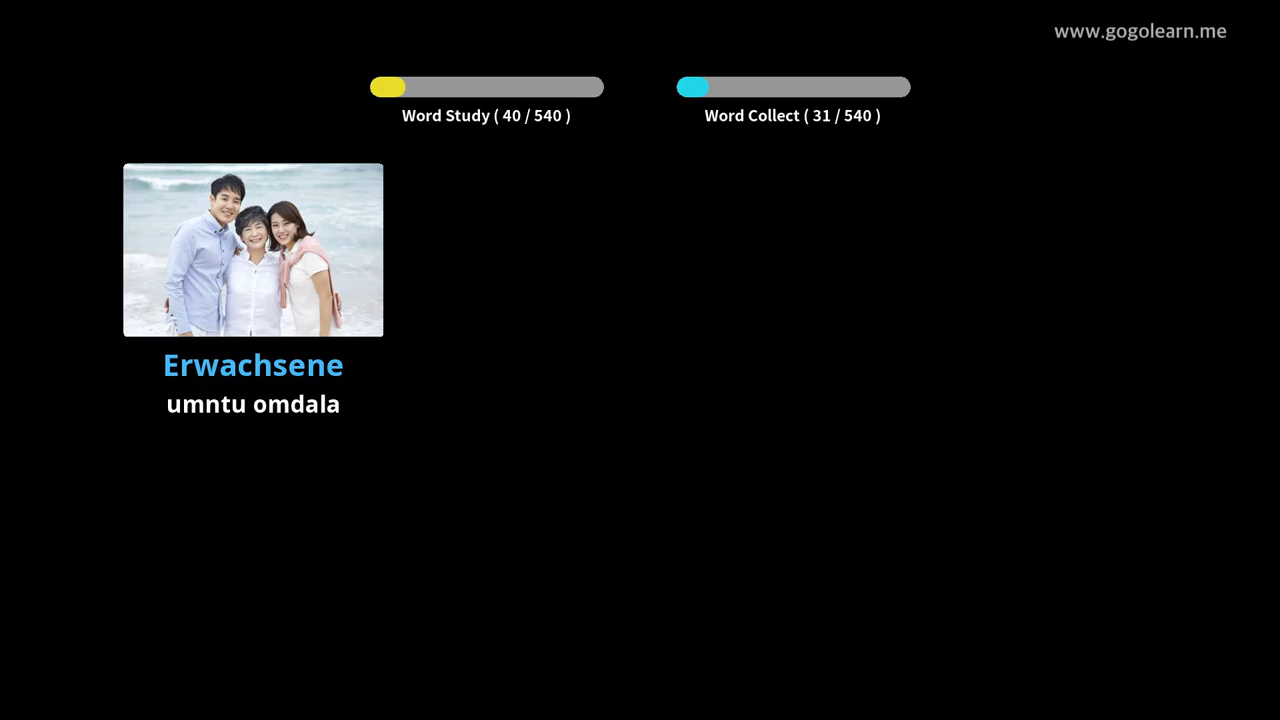 www.gogolearn.me
Word Study ( 40 / 540 )
Word Collect ( 31 / 540 )
Erwachsene
umntu omdala